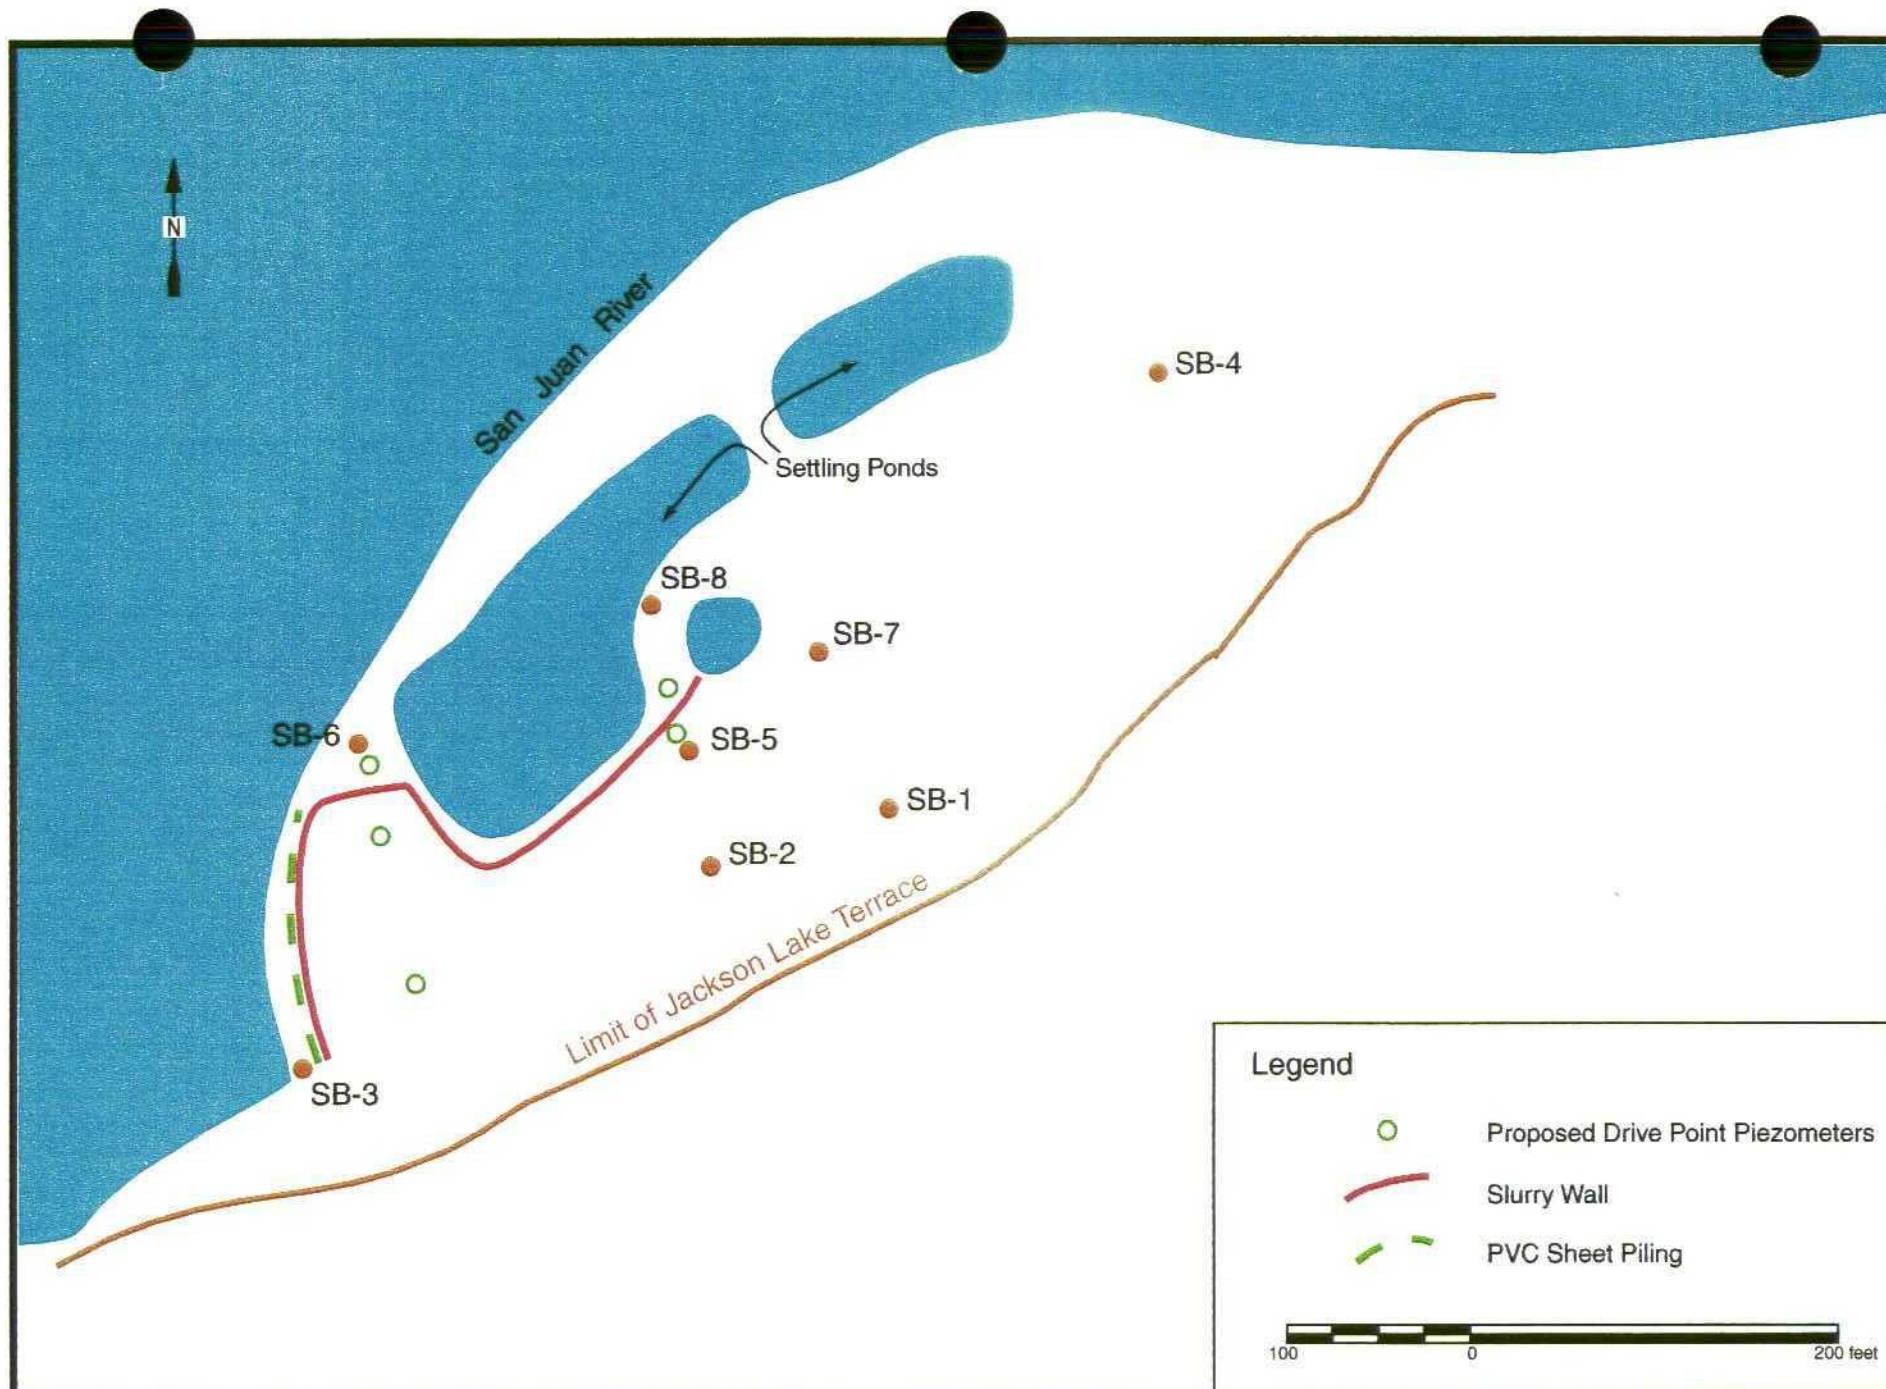 N
San Juan River
SB-4
Settling Ponds
SB-8
SB-7
SB-6
SB-5
SB-1
SB-2
Limit of Jackson Lake Terrace
SB-3
Legend
Proposed Drive Point Piezometers
Slurry Wall
PVC Sheet Piling
100 0 200 feet